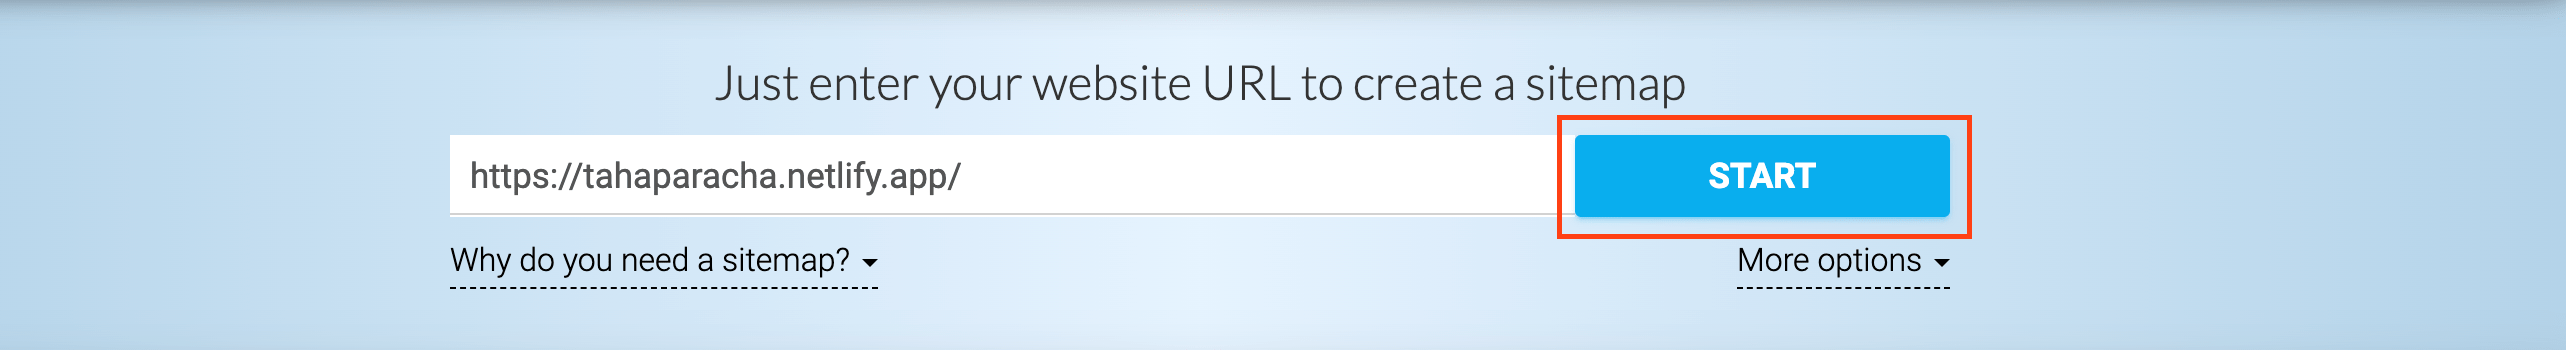 Just enter your website URL to create a sitemap
https://tahaparacha.netlify.app/
START
Why do you need a sitemap?
More options